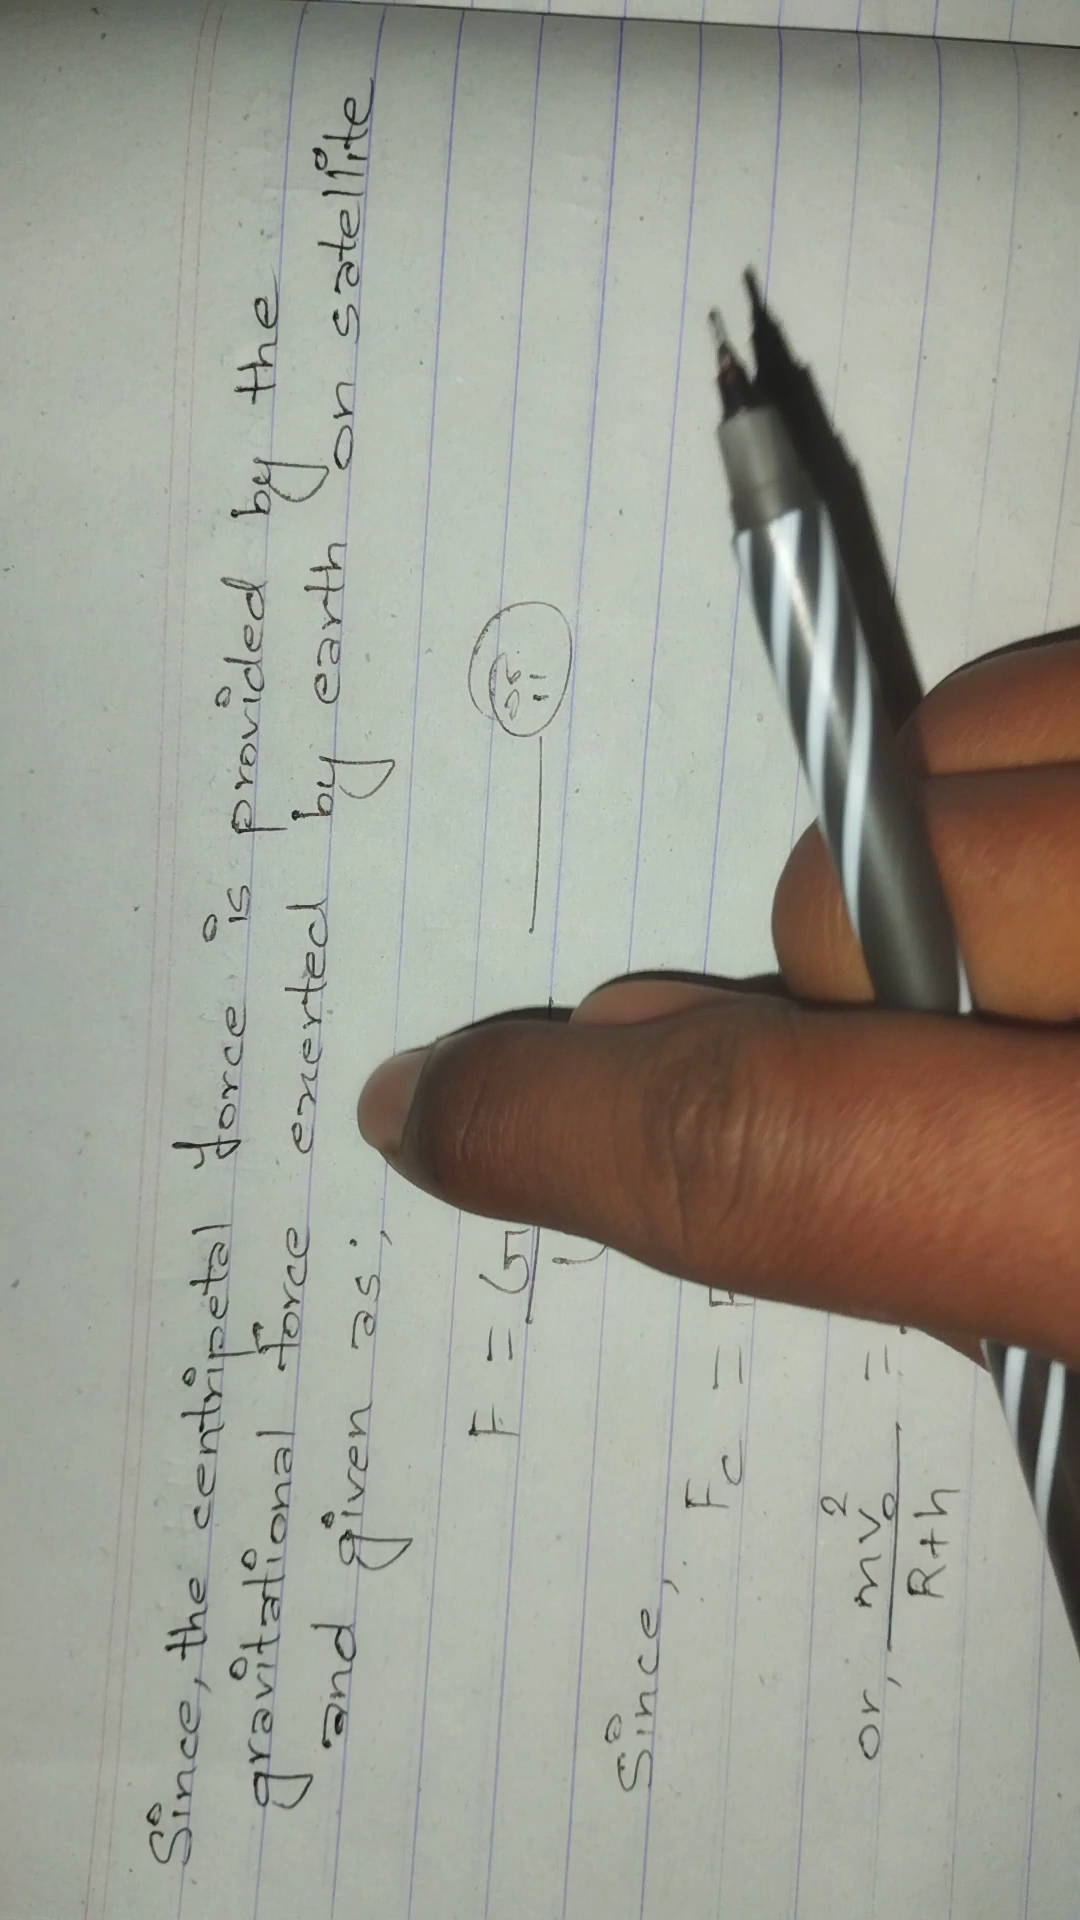 Since, the centripetal force is provided by the
gravitational force exerted by earth on satellite
and given as;
F = G
Since,
Fc = F
or, mv₀²/R+h =